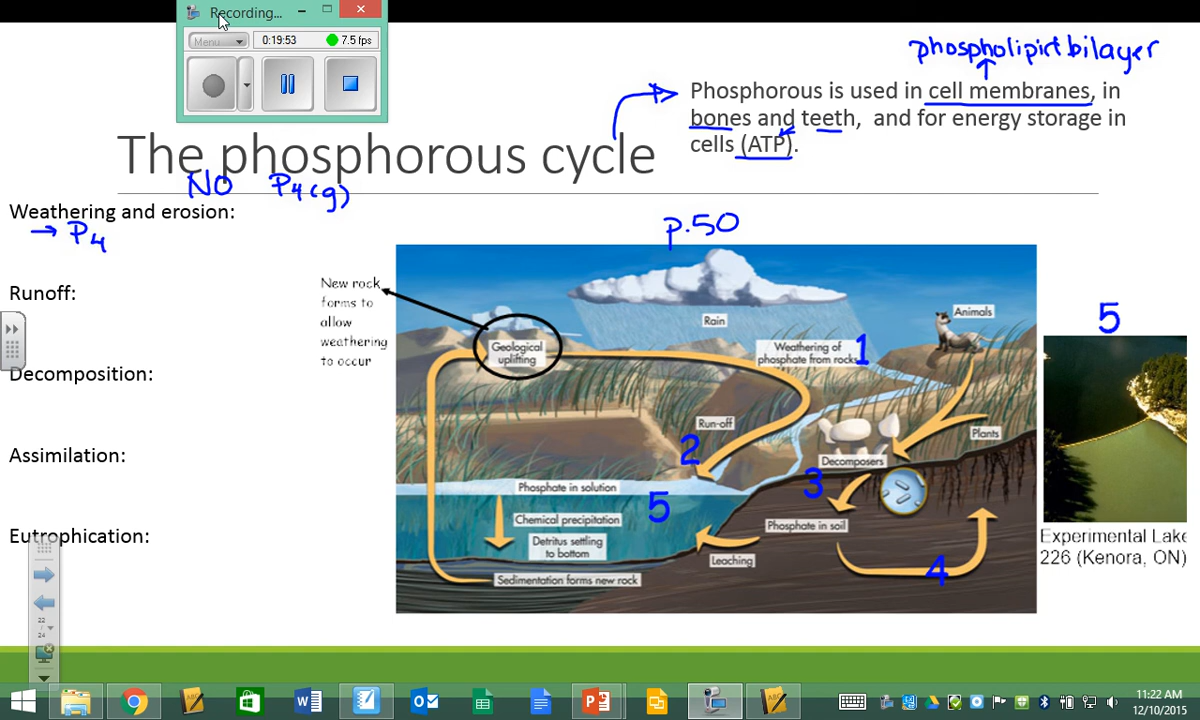 Recording...
Menu
0:19:53
7.5 fps
phospholipid bilayer
Phosphorous is used in cell membranes, in
bones and teeth, and for energy storage in
cells (ATP).
The phosphorous cycle
NO P4(g)
Weathering and erosion:
→ P4
p.50
Runoff:
New rock
forms to
allow
weathering
to occur
Decomposition:
Assimilation:
Eutrophication:
Rain
Animals
Geological
uplifting
Weathering of
phosphate from rocks
1
Run-off
2
Plants
Decomposers
3
Phosphate in solution
5
Chemical precipitation
Phosphate in soil
Detritus settling
to bottom
Leaching
4
Sedimentation forms new rock
5
Experimental Lake
226 (Kenora, ON)
22
24
11:22 AM
12/10/2015